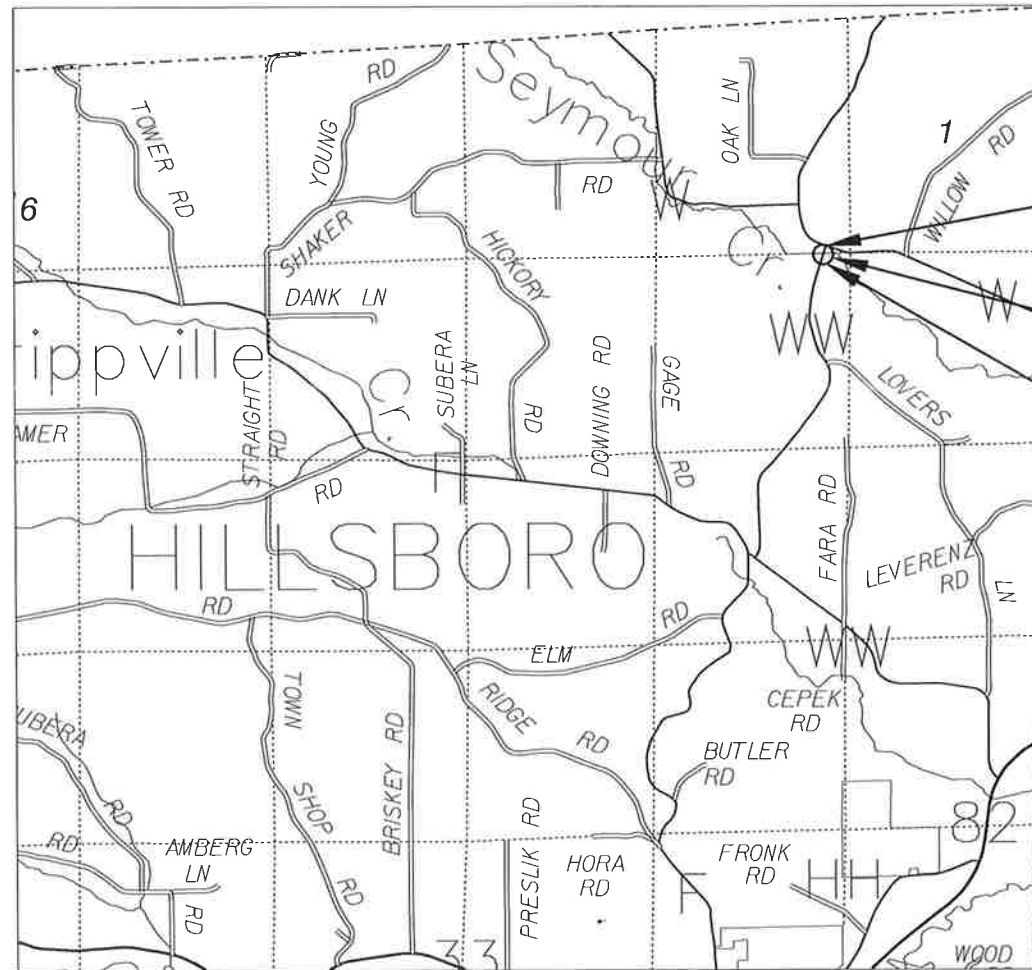 Seymour
Cr.
TOWER RD
YOUNG RD
OAK LN
1
WILLOW RD
6
SHAKER RD
W
HICKORY RD
DANK LN
SUBERA LN
DOWNING RD
GAGE RD
WW
W
LOVERS LN
ippville
Cr.
AMER RD
STRAIGHT RD
F
HILLSBORO
FARA RD
LEVERENZ RD
RD
ELM RD
WW
CEPEK RD
TOWN SHOP RD
RIDGE RD
BUTLER RD
BRISKEY RD
UBERA RD
RD
AMBERG LN
RD
PRESLIK RD
HORA RD
FRONK RD
F
HH
82
33
WOOD